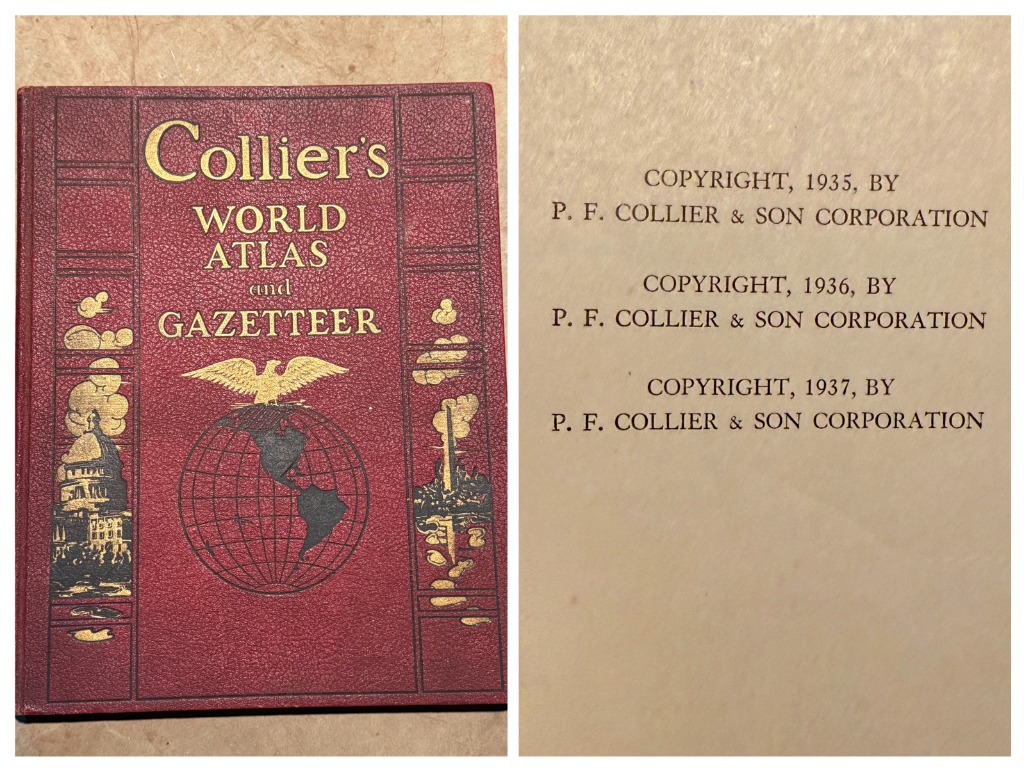 Collier's
WORLD
ATLAS
and
GAZETTEER
COPYRIGHT, 1935, BY
P. F. COLLIER & SON CORPORATION
COPYRIGHT, 1936, BY
P. F. COLLIER & SON CORPORATION
COPYRIGHT, 1937, BY
P. F. COLLIER & SON CORPORATION